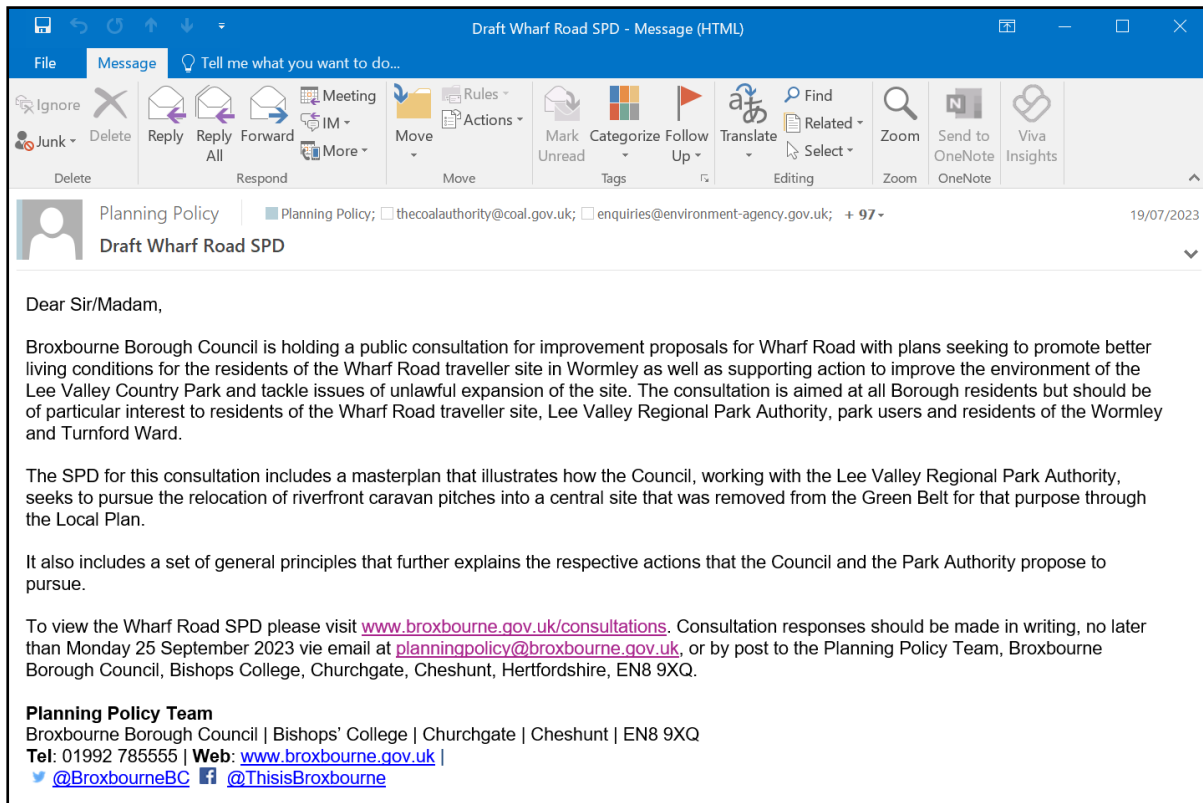 Draft Wharf Road SPD - Message (HTML)
File Message Tell me what you want to do...
Ignore
Junk
Delete
Reply
Reply All
Forward
Meeting
IM
More
Move
Rules
Actions
Mark Unread
Categorize
Follow Up
Translate
Find
Related
Select
Zoom
Send to OneNote
Viva Insights
Delete Respond Move Tags Editing Zoom OneNote
Planning Policy Planning Policy; thecoalauthority@coal.gov.uk; enquiries@environment-agency.gov.uk; + 97 19/07/2023
Draft Wharf Road SPD
Dear Sir/Madam,
Broxbourne Borough Council is holding a public consultation for improvement proposals for Wharf Road with plans seeking to promote better
living conditions for the residents of the Wharf Road traveller site in Wormley as well as supporting action to improve the environment of the
Lee Valley Country Park and tackle issues of unlawful expansion of the site. The consultation is aimed at all Borough residents but should be
of particular interest to residents of the Wharf Road traveller site, Lee Valley Regional Park Authority, park users and residents of the Wormley
and Turnford Ward.
The SPD for this consultation includes a masterplan that illustrates how the Council, working with the Lee Valley Regional Park Authority,
seeks to pursue the relocation of riverfront caravan pitches into a central site that was removed from the Green Belt for that purpose through
the Local Plan.
It also includes a set of general principles that further explains the respective actions that the Council and the Park Authority propose to
pursue.
To view the Wharf Road SPD please visit www.broxbourne.gov.uk/consultations. Consultation responses should be made in writing, no later
than Monday 25 September 2023 vie email at planningpolicy@broxbourne.gov.uk, or by post to the Planning Policy Team, Broxbourne
Borough Council, Bishops College, Churchgate, Cheshunt, Hertfordshire, EN8 9XQ.
Planning Policy Team
Broxbourne Borough Council | Bishops' College | Churchgate | Cheshunt | EN8 9XQ
Tel: 01992 785555 | Web: www.broxbourne.gov.uk |
@BroxbourneBC @ThisisBroxbourne